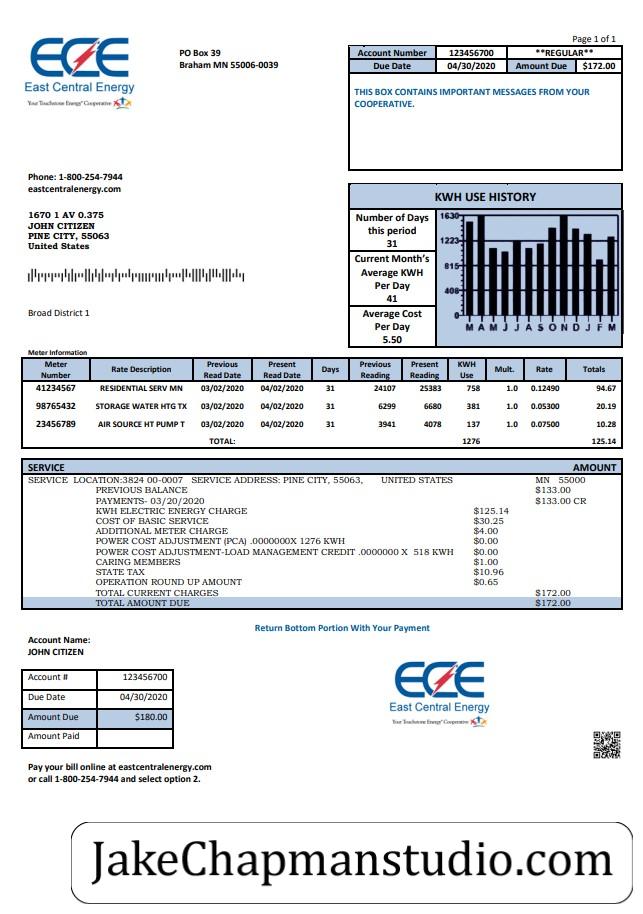 Page 1 of 1
ECE
East Central Energy
Your Touchstone Energy® Cooperative
PO Box 39
Braham MN 55006-0039
Account Number 123456700 **REGULAR**
Due Date 04/30/2020 Amount Due $172.00
THIS BOX CONTAINS IMPORTANT MESSAGES FROM YOUR
COOPERATIVE.
Phone: 1-800-254-7944
eastcentralenergy.com
1670 1 AV 0.375
JOHN CITIZEN
PINE CITY, 55063
United States
Broad District 1
KWH USE HISTORY
Number of Days
this period
31
Current Month's
Average KWH
Per Day
41
Average Cost
Per Day
5.50
1630
1223
815
408
0
M A M J J A S O N D J F M
Meter Information
Meter Number Rate Description Previous Read Date Present Read Date Days Previous Reading Present Reading KWH Use Mult. Rate Totals
41234567 RESIDENTIAL SERV MN 03/02/2020 04/02/2020 31 24107 25383 758 1.0 0.12490 94.67
98765432 STORAGE WATER HTG TX 03/02/2020 04/02/2020 31 6299 6680 381 1.0 0.05300 20.19
23456789 AIR SOURCE HT PUMP T 03/02/2020 04/02/2020 31 3941 4078 137 1.0 0.07500 10.28
TOTAL: 1276 125.14
SERVICE AMOUNT
SERVICE LOCATION:3824 00-0007 SERVICE ADDRESS: PINE CITY, 55063, UNITED STATES MN 55000
PREVIOUS BALANCE $133.00
PAYMENTS- 03/20/2020 $133.00 CR
KWH ELECTRIC ENERGY CHARGE $125.14
COST OF BASIC SERVICE $30.25
ADDITIONAL METER CHARGE $4.00
POWER COST ADJUSTMENT (PCA) .0000000X 1276 KWH $0.00
POWER COST ADJUSTMENT-LOAD MANAGEMENT CREDIT .0000000 X 518 KWH $0.00
CARING MEMBERS $1.00
STATE TAX $10.96
OPERATION ROUND UP AMOUNT $0.65
TOTAL CURRENT CHARGES $172.00
TOTAL AMOUNT DUE $172.00
Return Bottom Portion With Your Payment
Account Name:
JOHN CITIZEN
Account # 123456700
Due Date 04/30/2020
Amount Due $180.00
Amount Paid
ECE
East Central Energy
Your Touchstone Energy® Cooperative
Pay your bill online at eastcentralenergy.com
or call 1-800-254-7944 and select option 2.
JakeChapmanstudio.com